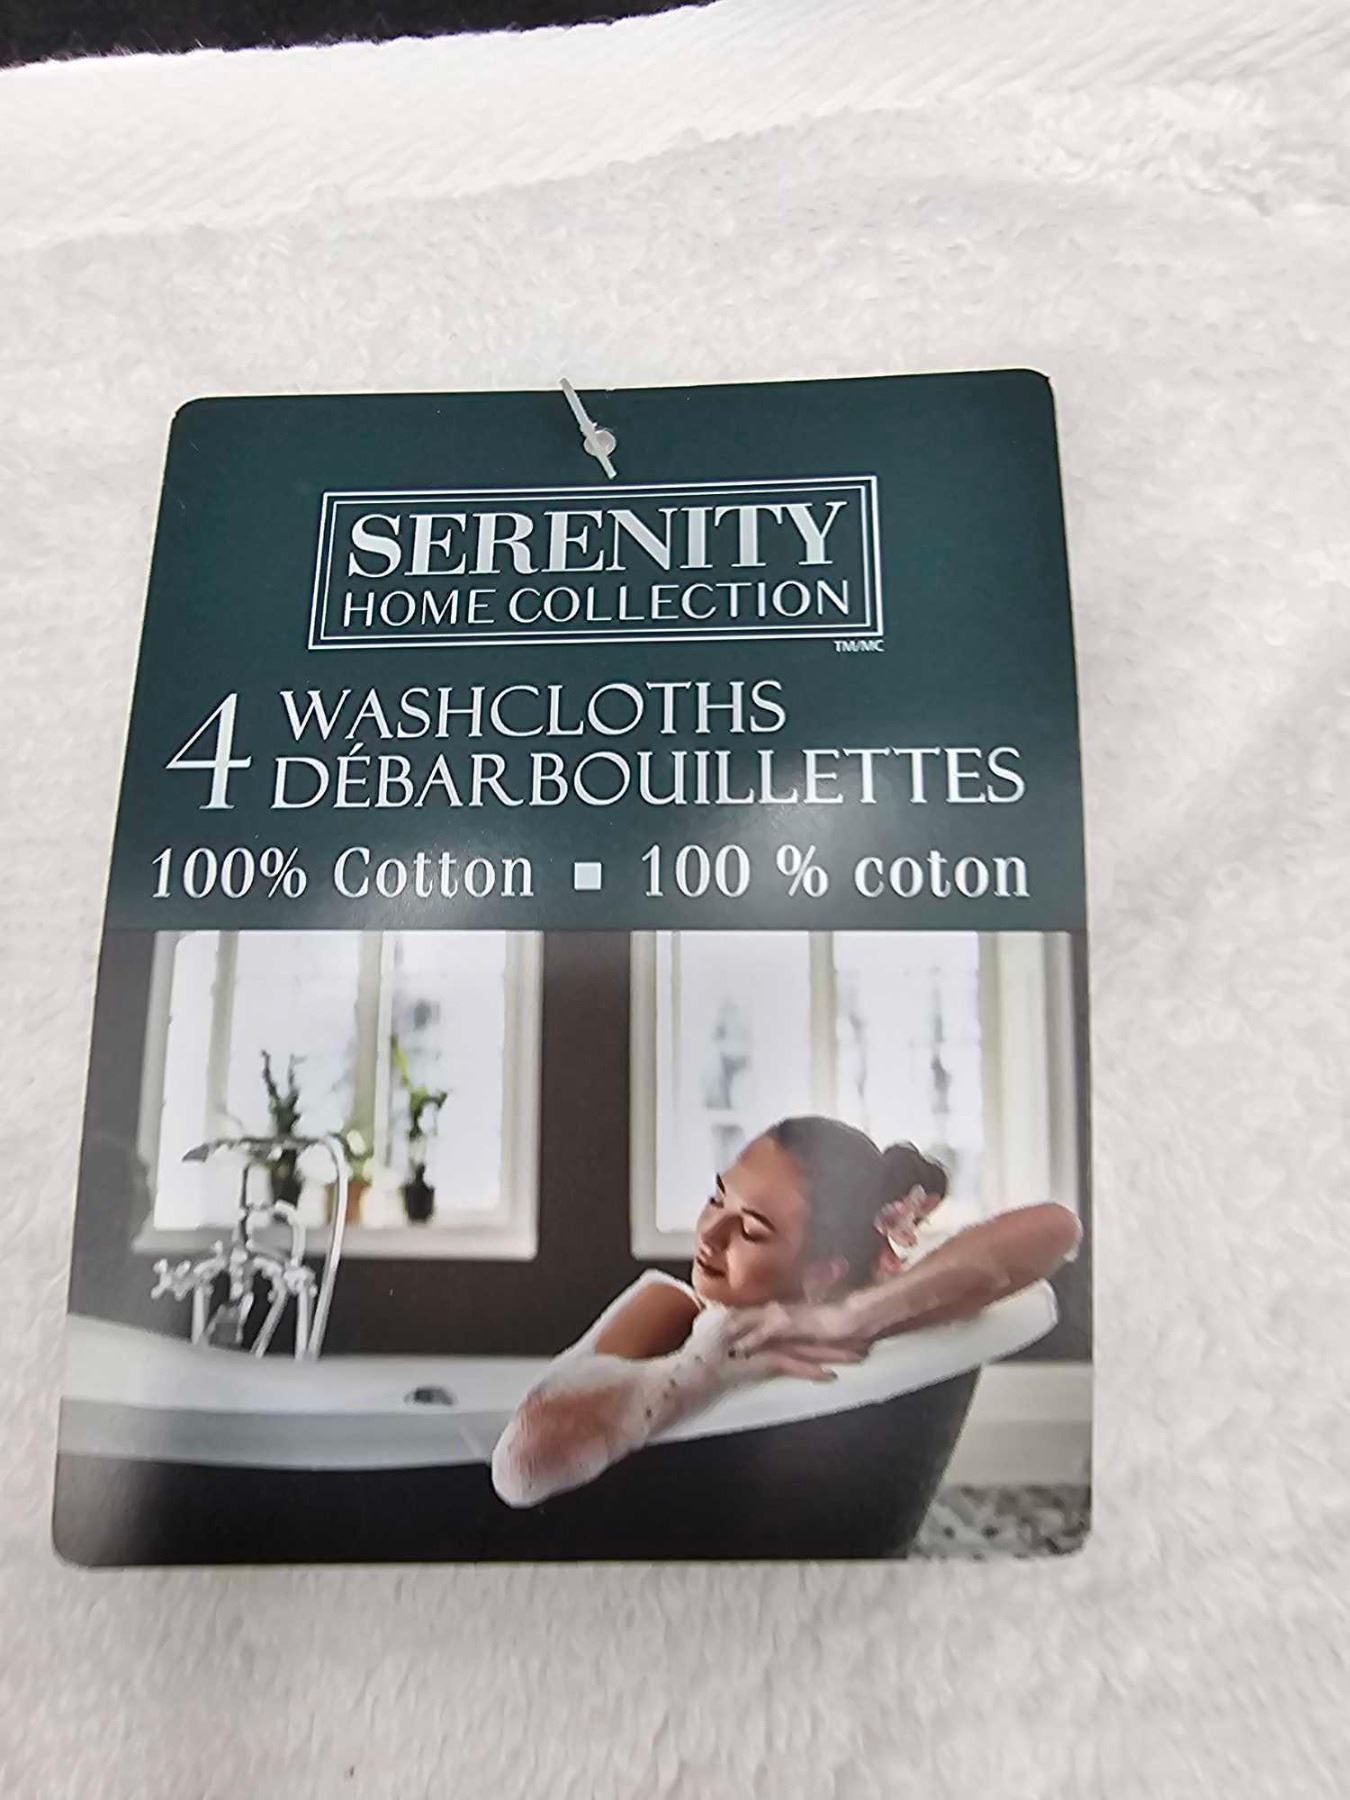 SERENITY
HOME COLLECTION
TM/MC
4 WASHCLOTHS
DÉBARBOUILLETTES
100% Cotton ▪ 100 % coton